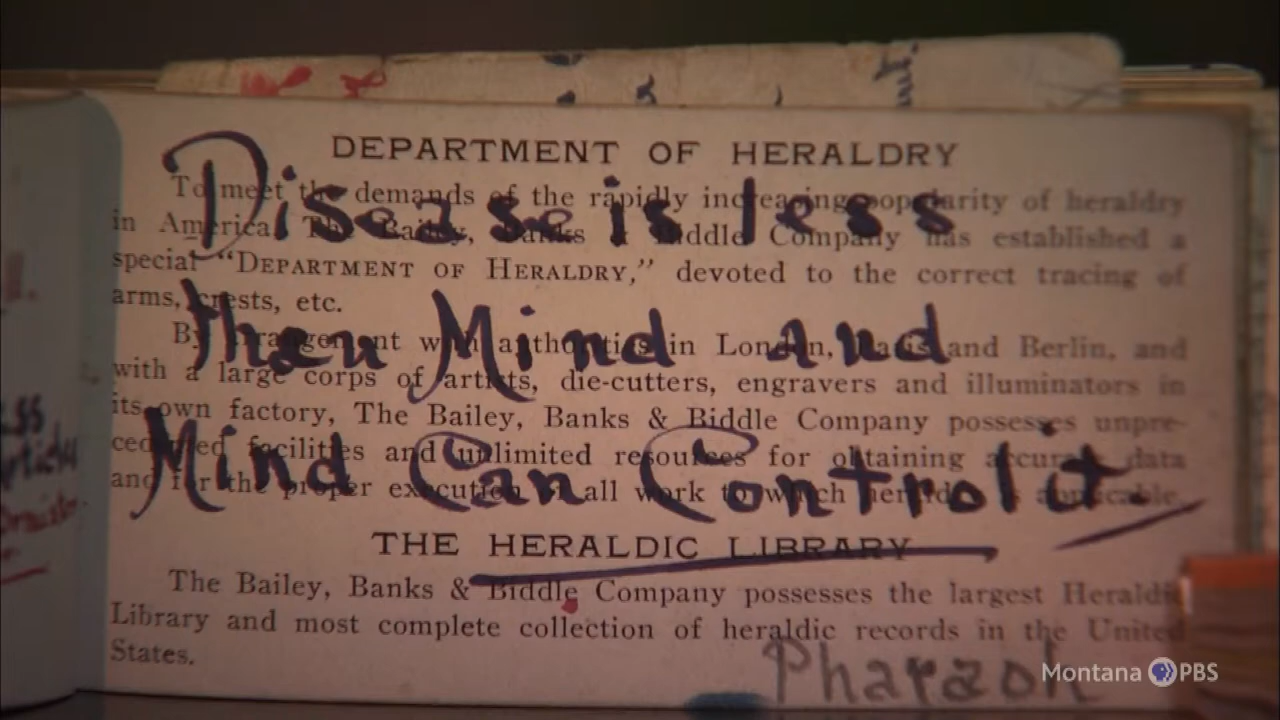 DEPARTMENT OF HERALDRY
To meet the demands of the rapidly increasing popularity of heraldry
in America, The Bailey, Banks & Biddle Company has established a
special “DEPARTMENT OF HERALDRY,” devoted to the correct tracing of
arms, crests, etc.
By arrangement with authorities in London, Paris and Berlin, and
with a large corps of artists, die-cutters, engravers and illuminators in
its own factory, The Bailey, Banks & Biddle Company possesses unpre-
cedented facilities and unlimited resources for obtaining accurate data
and for the proper execution of all work to which heraldry is applicable.
THE HERALDIC LIBRARY
The Bailey, Banks & Biddle Company possesses the largest Heraldic
Library and most complete collection of heraldic records in the United
States.
Disease is less
than Mind and
Mind Can Control it
Pharaoh
Montana PBS